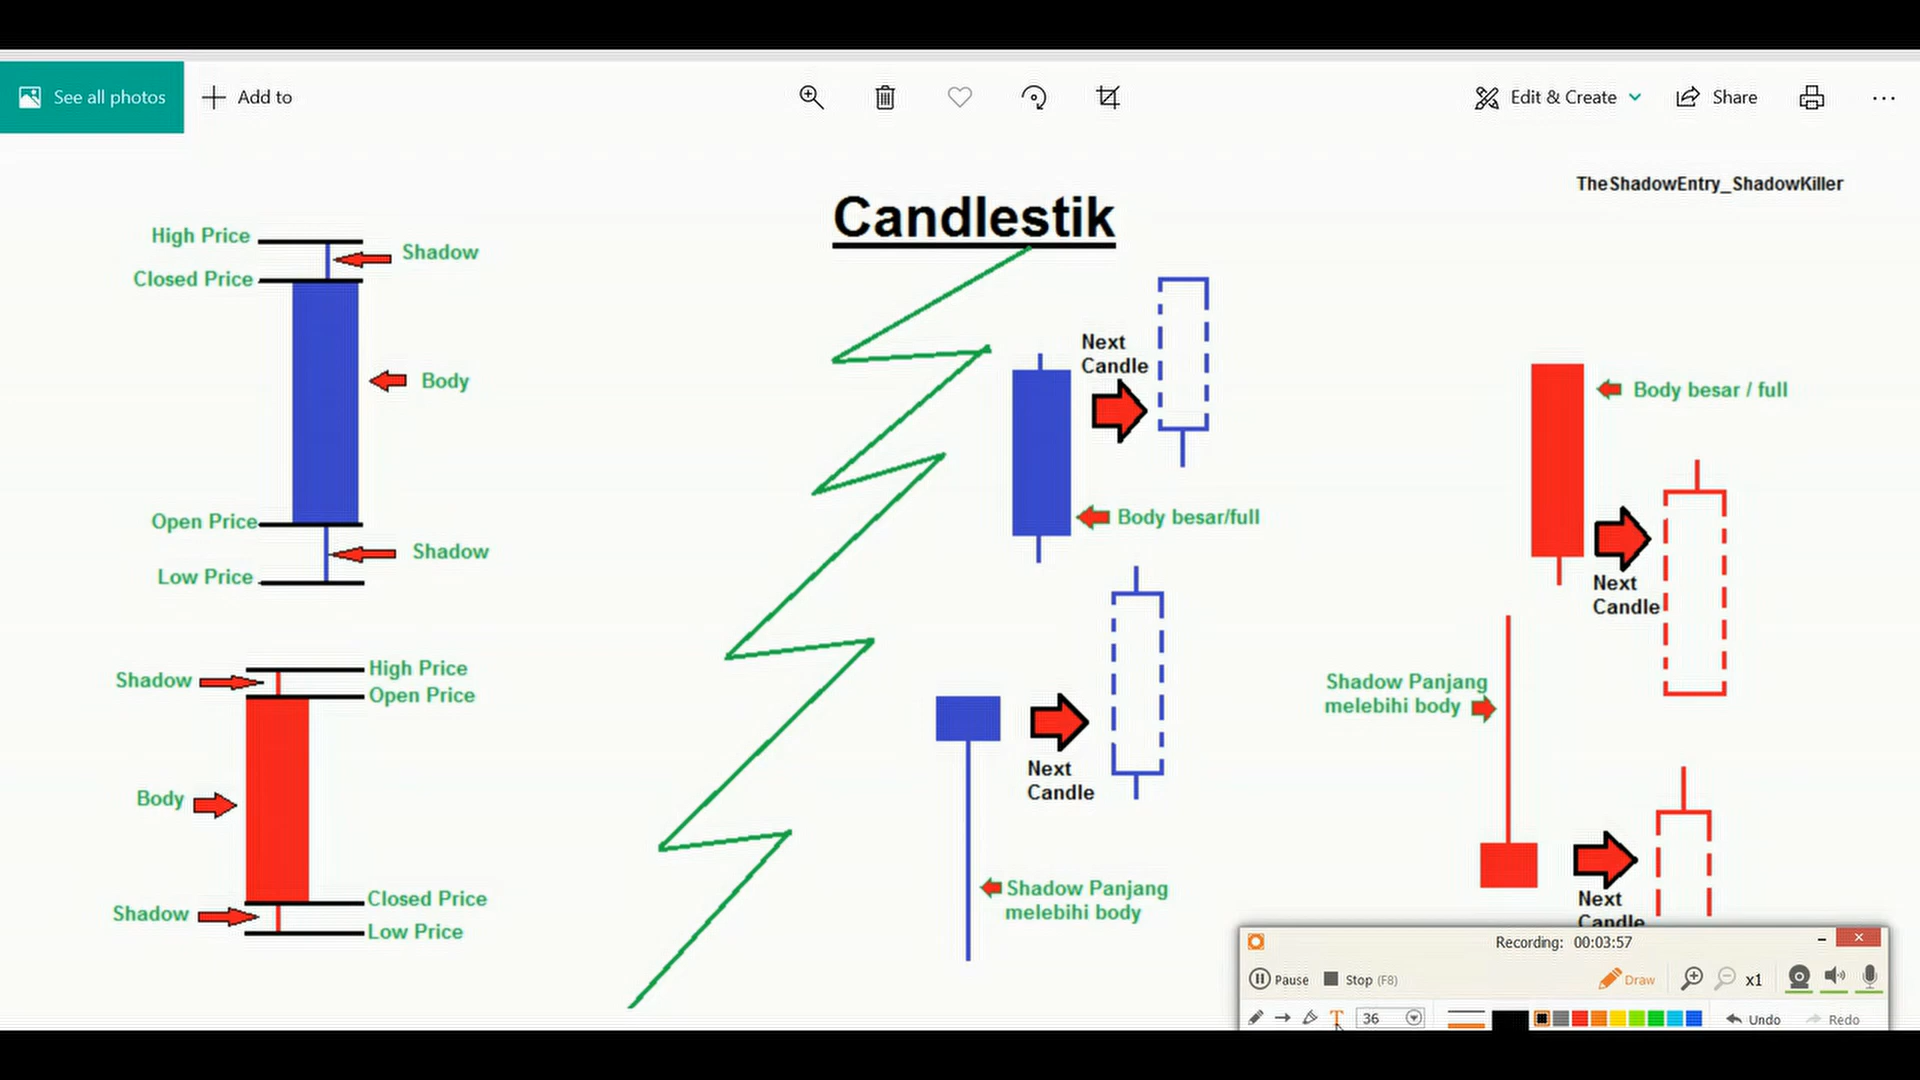 See all photos
Add to
Edit & Create
Share
TheShadowEntry_ShadowKiller
Candlestik
High Price
Shadow
Closed Price
Body
Open Price
Shadow
Low Price
Shadow
High Price
Open Price
Body
Closed Price
Shadow
Low Price
Next
Candle
Body besar/full
Next
Candle
Shadow Panjang
melebihi body
Body besar / full
Next
Candle
Shadow Panjang
melebihi body
Next
Candle
Recording: 00:03:57
Pause
Stop (F8)
Draw
x1
T
36
Undo
Redo